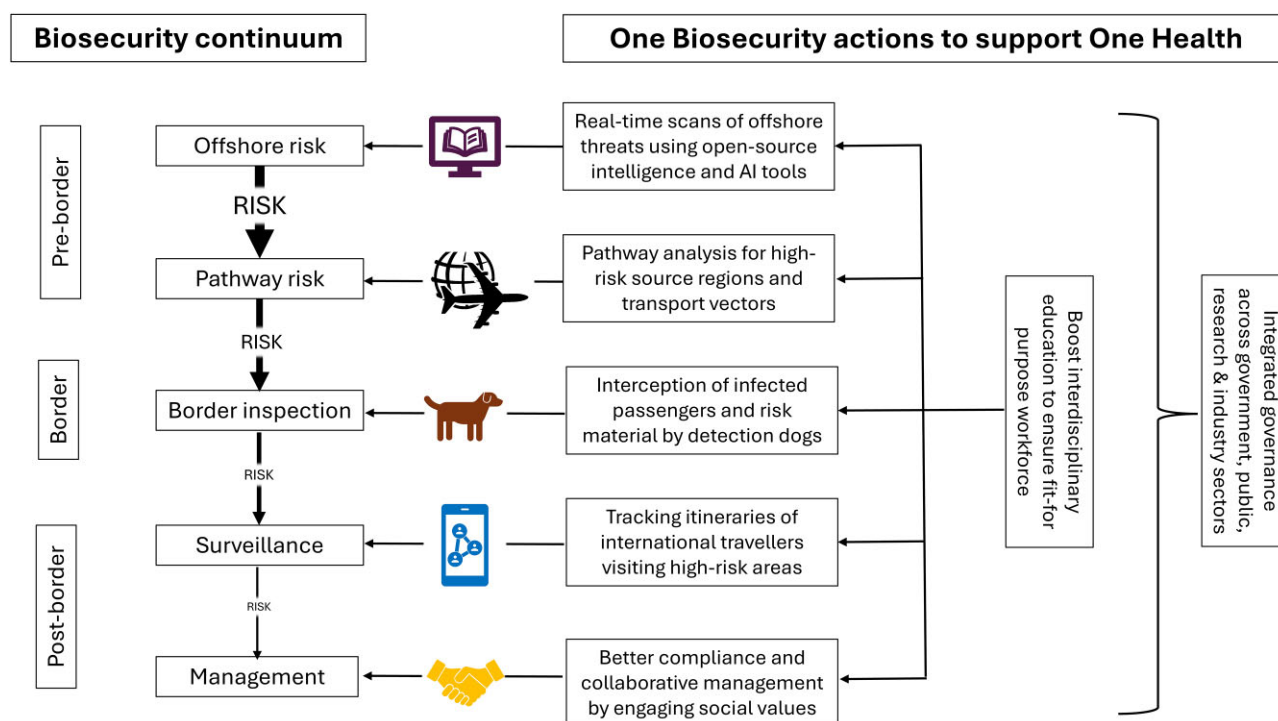 Biosecurity continuum
One Biosecurity actions to support One Health
Pre-border
Offshore risk
Real-time scans of offshore
threats using open-source
intelligence and AI tools
RISK
Pathway risk
Pathway analysis for high-
risk source regions and
transport vectors
RISK
Border
Border inspection
Interception of infected
passengers and risk
material by detection dogs
RISK
Post-border
Surveillance
Tracking itineraries of
international travellers
visiting high-risk areas
RISK
Management
Better compliance and
collaborative management
by engaging social values
Boost interdisciplinary
education to ensure fit-for
purpose workforce
Integrated governance
across government, public,
research & industry sectors